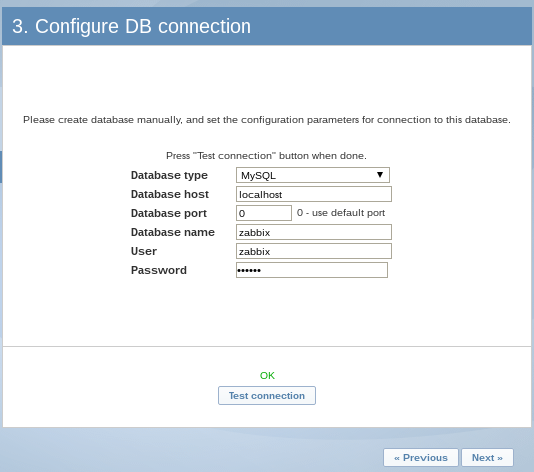 3. Configure DB connection
Please create database manually, and set the configuration parameters for connection to this database.
Press "Test connection" button when done.
Database type MySQL ▼
Database host localhost
Database port 0 0 - use default port
Database name zabbix
User zabbix
Password ••••••
OK
Test connection
« Previous Next »